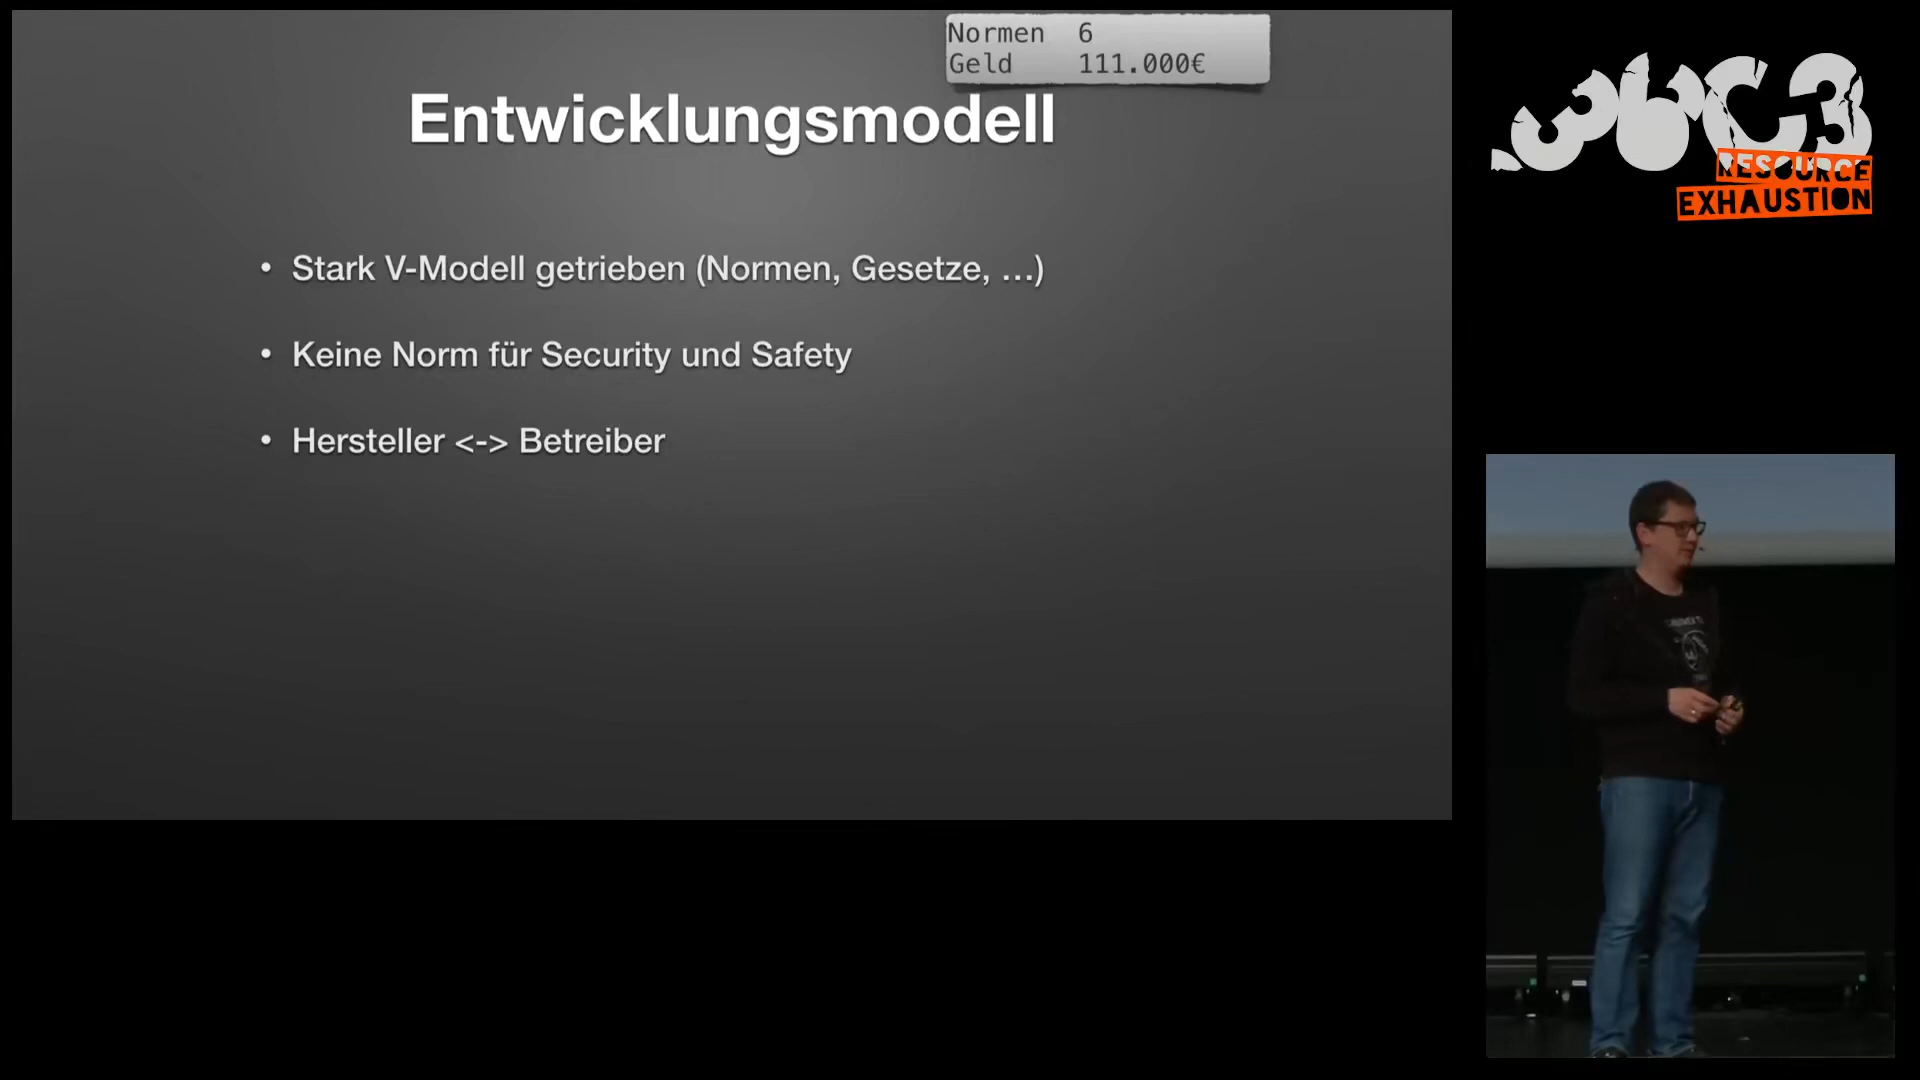 Normen 6
Geld 111.000€
Entwicklungsmodell
• Stark V-Modell getrieben (Normen, Gesetze, …)
• Keine Norm für Security und Safety
• Hersteller <-> Betreiber
36C3
RESOURCE
EXHAUSTION